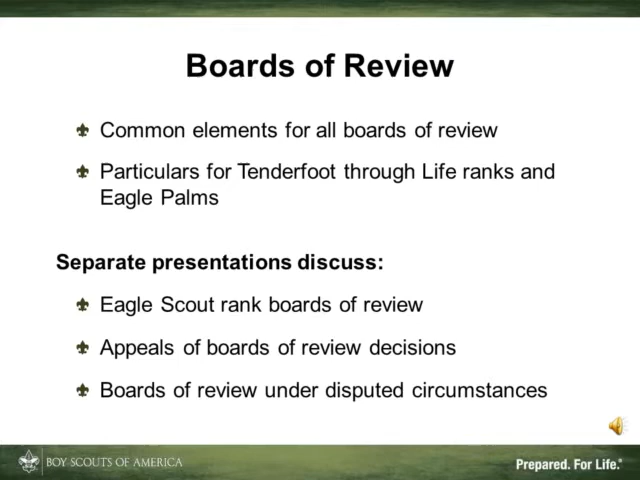 Boards of Review
Common elements for all boards of review
Particulars for Tenderfoot through Life ranks and
Eagle Palms
Separate presentations discuss:
Eagle Scout rank boards of review
Appeals of boards of review decisions
Boards of review under disputed circumstances
BOY SCOUTS OF AMERICA
Prepared. For Life.®